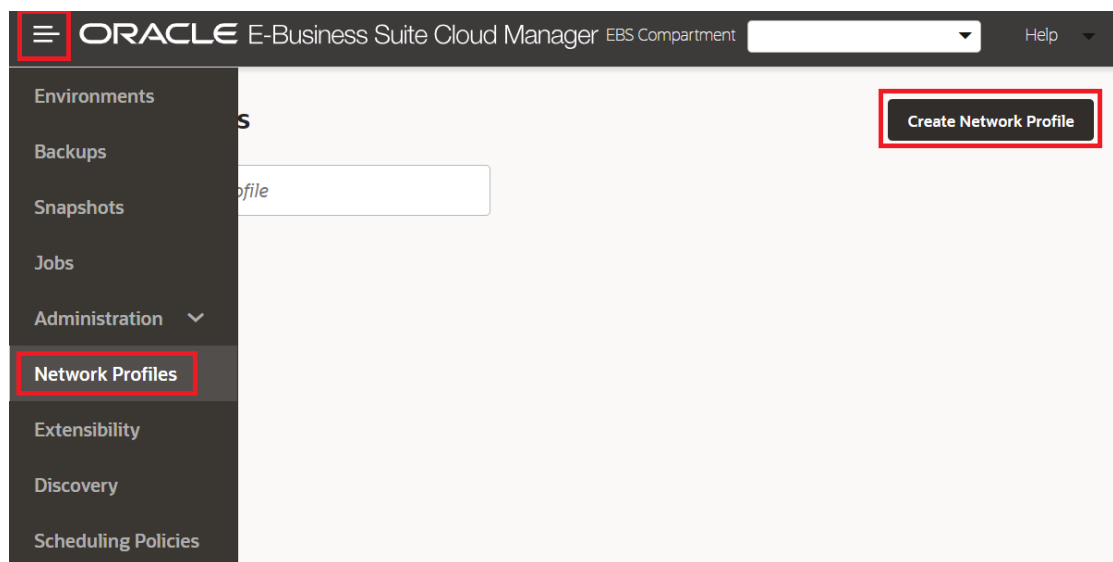 ORACLE E-Business Suite Cloud Manager EBS Compartment Help
Environments
s
Create Network Profile
Backups
ofile
Snapshots
Jobs
Administration
Network Profiles
Extensibility
Discovery
Scheduling Policies